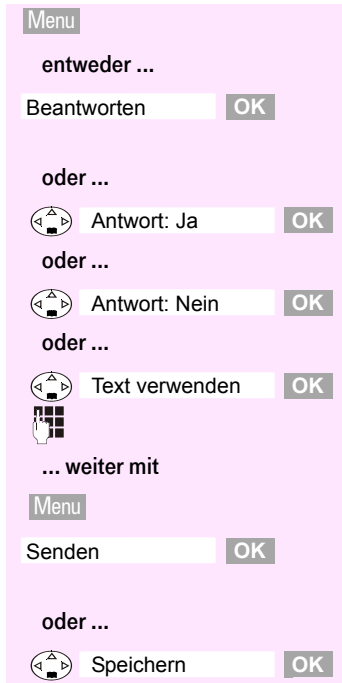 Menu
entweder ...
Beantworten OK
oder ...
Antwort: Ja OK
oder ...
Antwort: Nein OK
oder ...
Text verwenden OK
... weiter mit
Menu
Senden OK
oder ...
Speichern OK